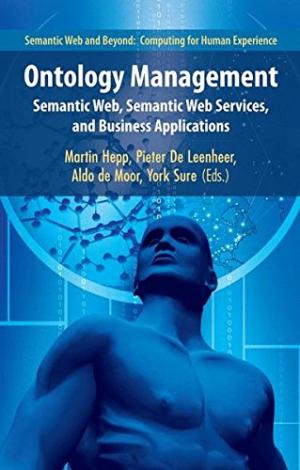 Semantic Web and Beyond: Computing for Human Experience
Ontology Management
Semantic Web, Semantic Web Services,
and Business Applications
Martin Hepp, Pieter De Leenheer,
Aldo de Moor, York Sure (Eds.)